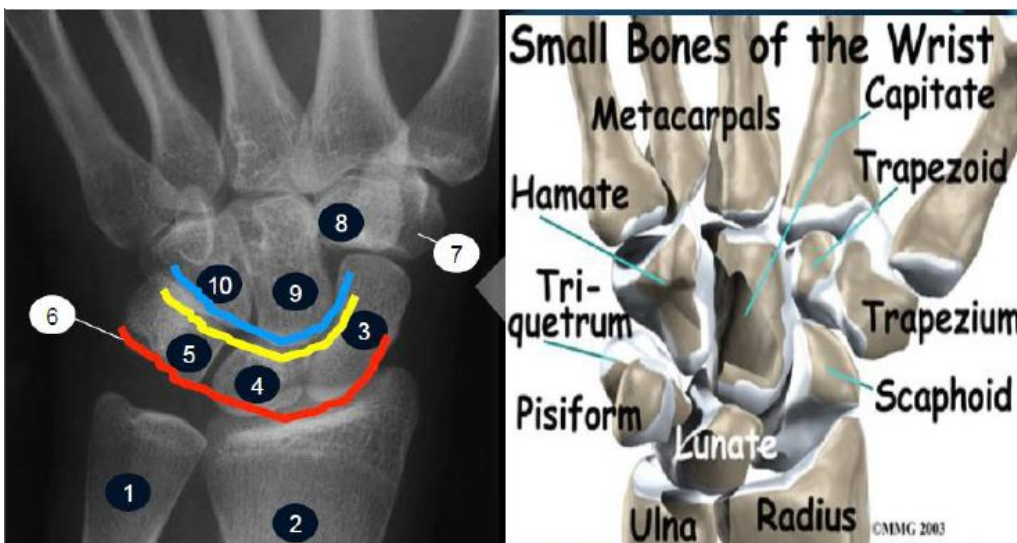 8
7
10
9
6
3
5
4
1
2
Small Bones of the Wrist
Capitate
Metacarpals
Trapezoid
Hamate
Tri-
quetrum
Trapezium
Scaphoid
Pisiform
Lunate
Ulna
Radius
©MMG 2003